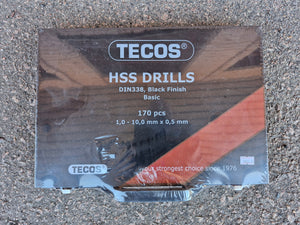 TECOS®
HSS DRILLS
DIN338, Black Finish
Basic
170 pcs
1,0 - 10,0 mm x 0,5 mm
TECOS®
your strongest choice since 1976